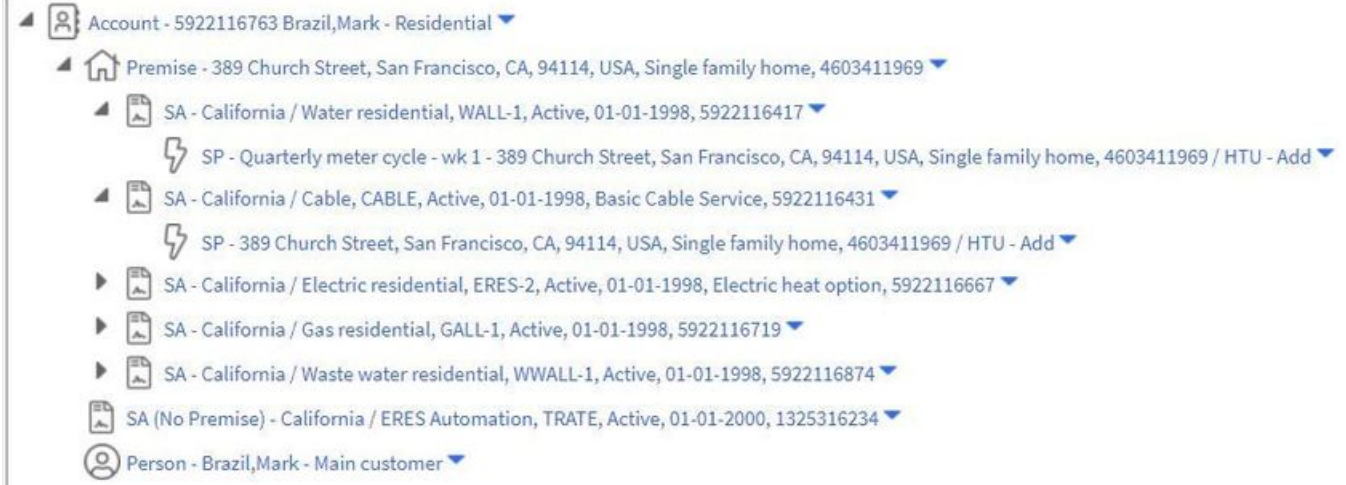 Account - 5922116763 Brazil,Mark - Residential
Premise - 389 Church Street, San Francisco, CA, 94114, USA, Single family home, 4603411969
SA - California / Water residential, WALL-1, Active, 01-01-1998, 5922116417
SP - Quarterly meter cycle - wk 1 - 389 Church Street, San Francisco, CA, 94114, USA, Single family home, 4603411969 / HTU - Add
SA - California / Cable, CABLE, Active, 01-01-1998, Basic Cable Service, 5922116431
SP - 389 Church Street, San Francisco, CA, 94114, USA, Single family home, 4603411969 / HTU - Add
SA - California / Electric residential, ERES-2, Active, 01-01-1998, Electric heat option, 5922116667
SA - California / Gas residential, GALL-1, Active, 01-01-1998, 5922116719
SA - California / Waste water residential, WWALL-1, Active, 01-01-1998, 5922116874
SA (No Premise) - California / ERES Automation, TRATE, Active, 01-01-2000, 1325316234
Person - Brazil,Mark - Main customer